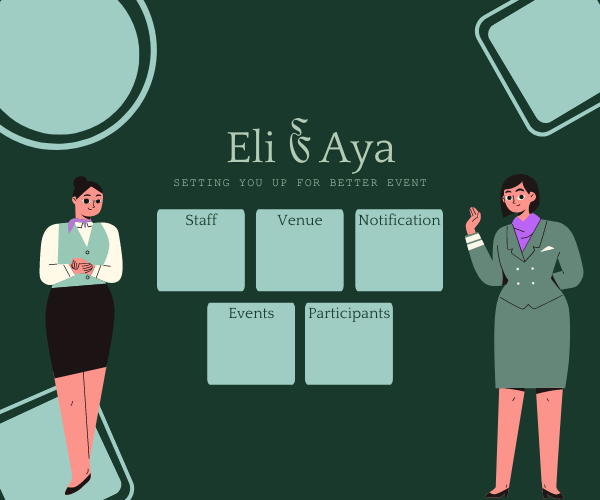 Eli & Aya
SETTING YOU UP FOR BETTER EVENT
Staff Venue Notification
Events Participants